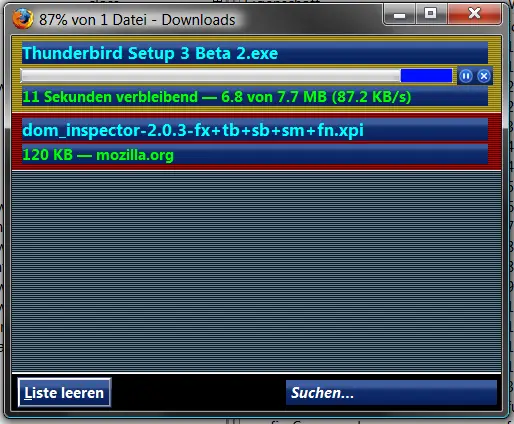 87% von 1 Datei - Downloads
Thunderbird Setup 3 Beta 2.exe
11 Sekunden verbleibend — 6.8 von 7.7 MB (87.2 KB/s)
dom_inspector-2.0.3-fx+tb+sb+sm+fn.xpi
120 KB — mozilla.org
Liste leeren
Suchen...